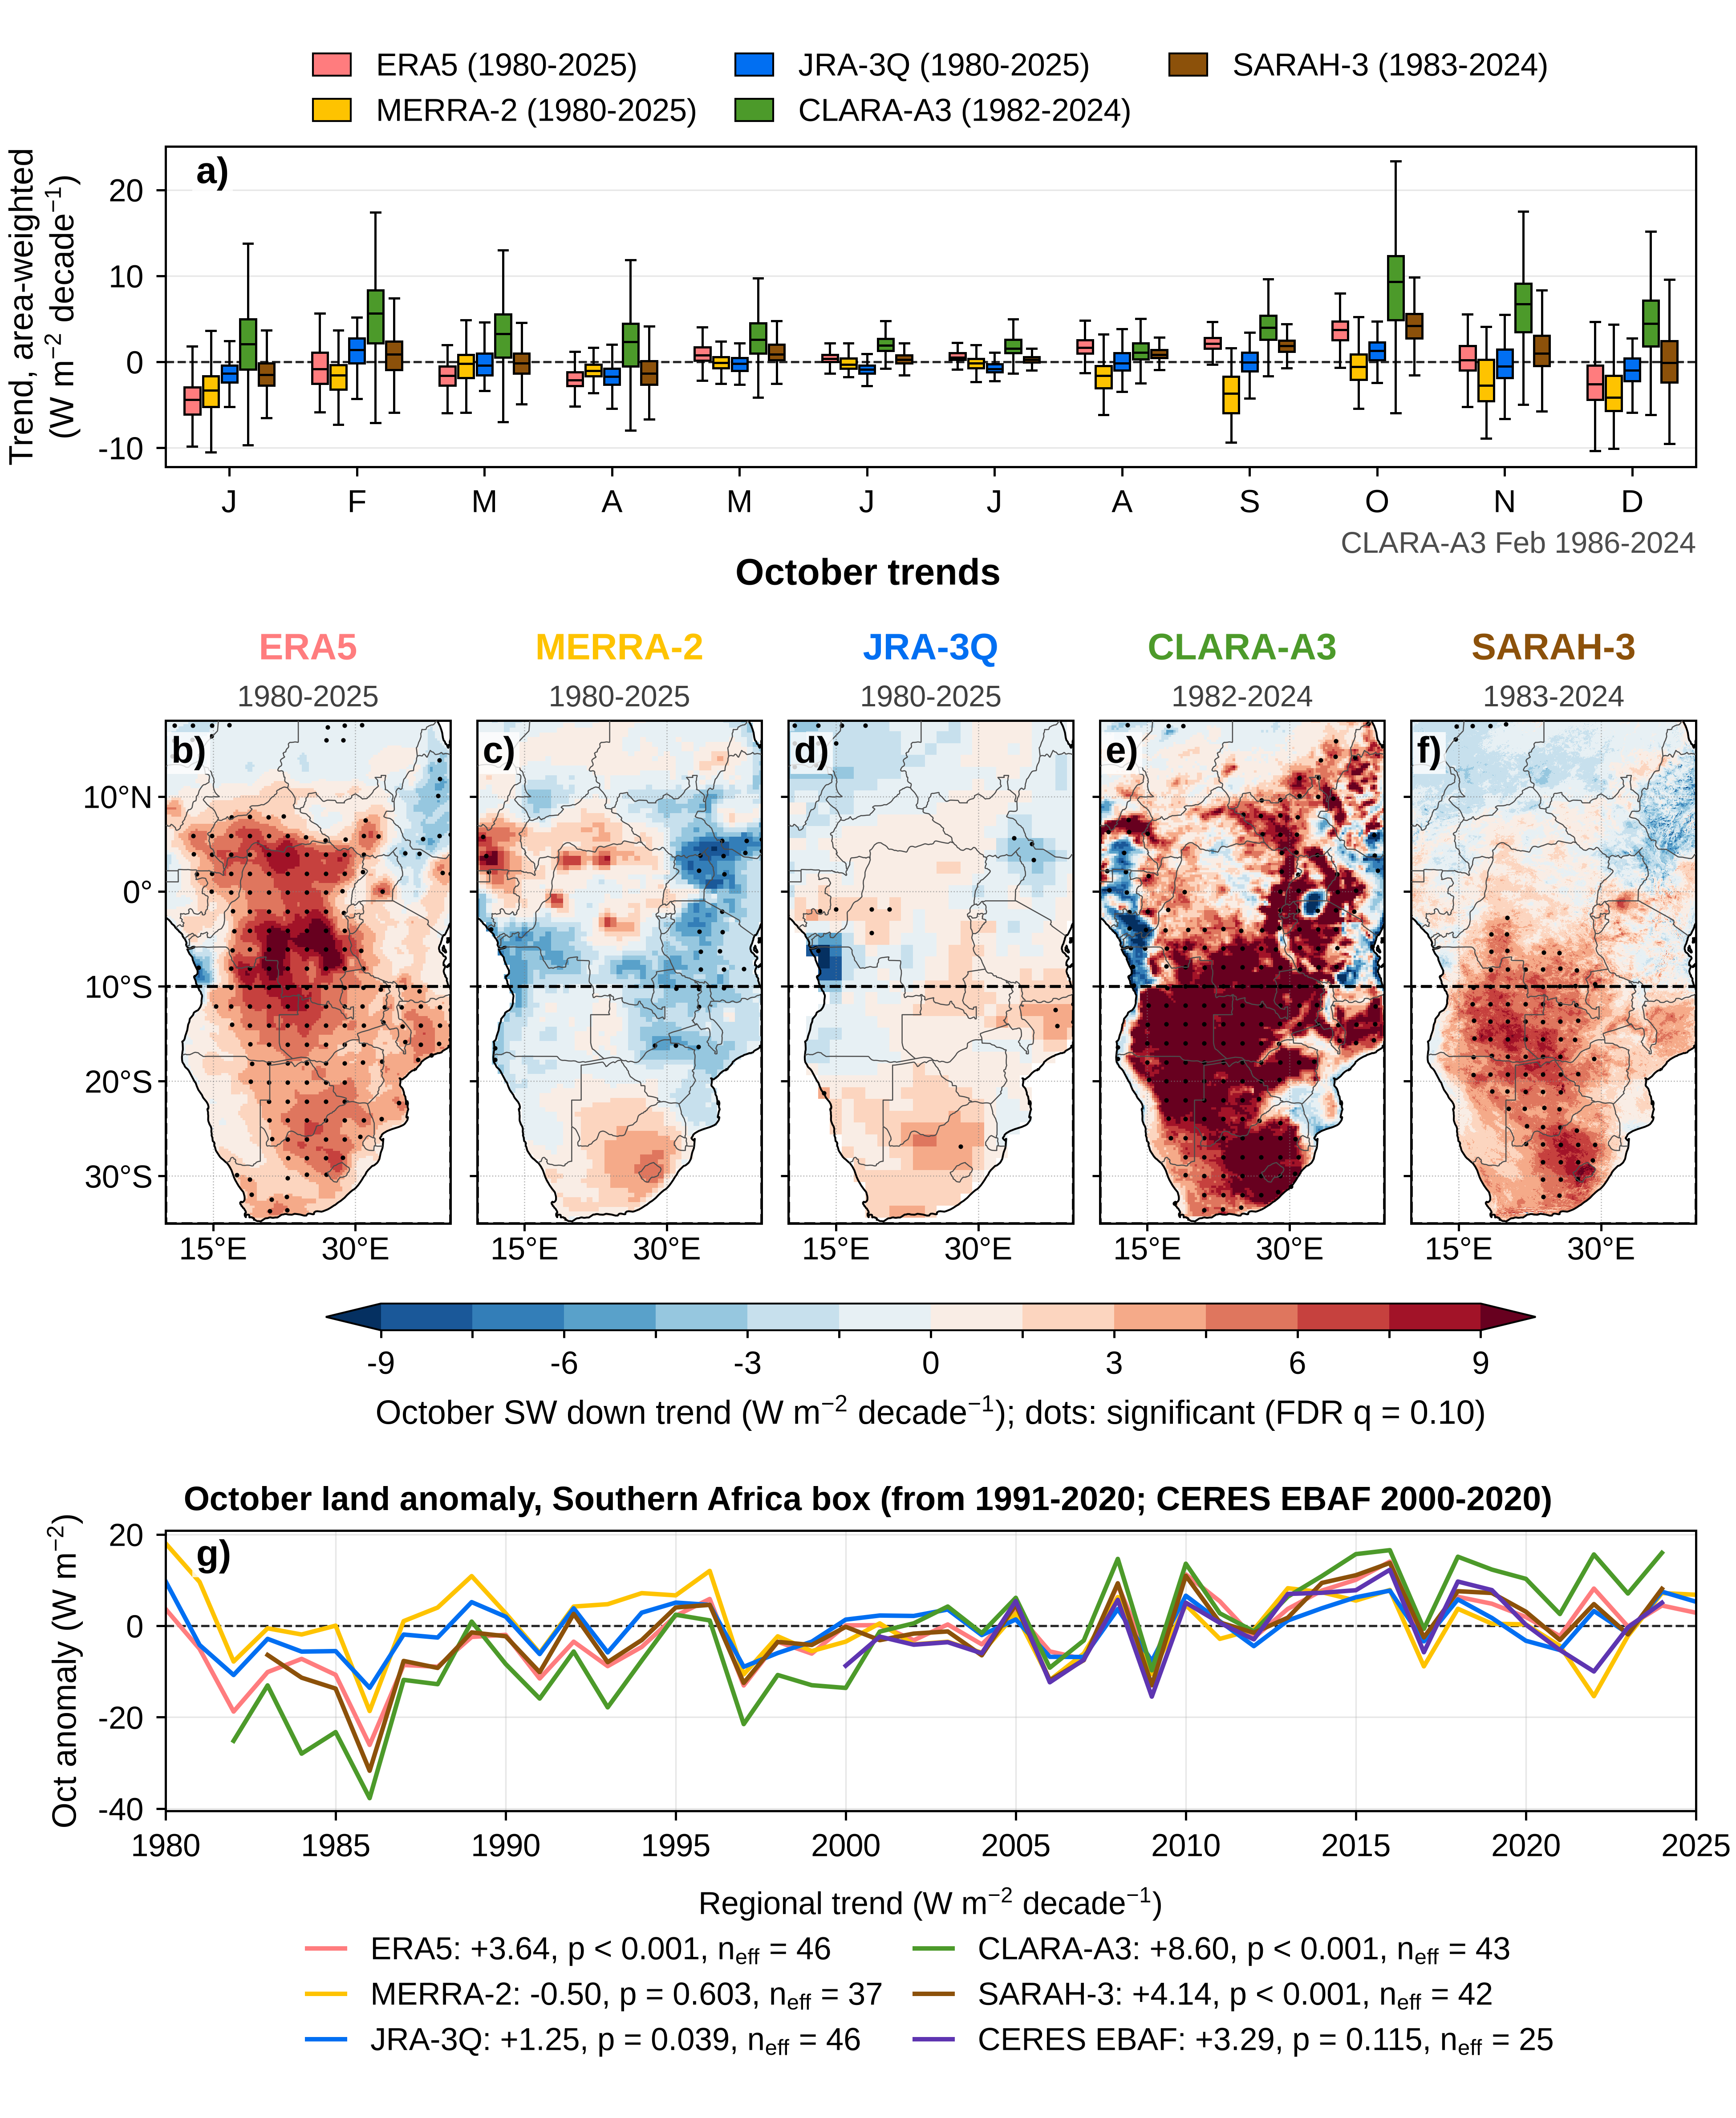 ERA5 (1980-2025)
JRA-3Q (1980-2025)
SARAH-3 (1983-2024)
MERRA-2 (1980-2025)
CLARA-A3 (1982-2024)
a)
Trend, area-weighted
(W m⁻² decade⁻¹)
20
10
0
-10
J F M A M J J A S O N D
CLARA-A3 Feb 1986-2024
October trends
ERA5
MERRA-2
JRA-3Q
CLARA-A3
SARAH-3
1980-2025
1980-2025
1980-2025
1982-2024
1983-2024
b)
c)
d)
e)
f)
10°N
0°
10°S
20°S
30°S
15°E 30°E
15°E 30°E
15°E 30°E
15°E 30°E
15°E 30°E
-9 -6 -3 0 3 6 9
October SW down trend (W m⁻² decade⁻¹); dots: significant (FDR q = 0.10)
October land anomaly, Southern Africa box (from 1991-2020; CERES EBAF 2000-2020)
g)
Oct anomaly (W m⁻²)
20
0
-20
-40
1980 1985 1990 1995 2000 2005 2010 2015 2020 2025
Regional trend (W m⁻² decade⁻¹)
ERA5: +3.64, p < 0.001, neff = 46
MERRA-2: -0.50, p = 0.603, neff = 37
JRA-3Q: +1.25, p = 0.039, neff = 46
CLARA-A3: +8.60, p < 0.001, neff = 43
SARAH-3: +4.14, p < 0.001, neff = 42
CERES EBAF: +3.29, p = 0.115, neff = 25